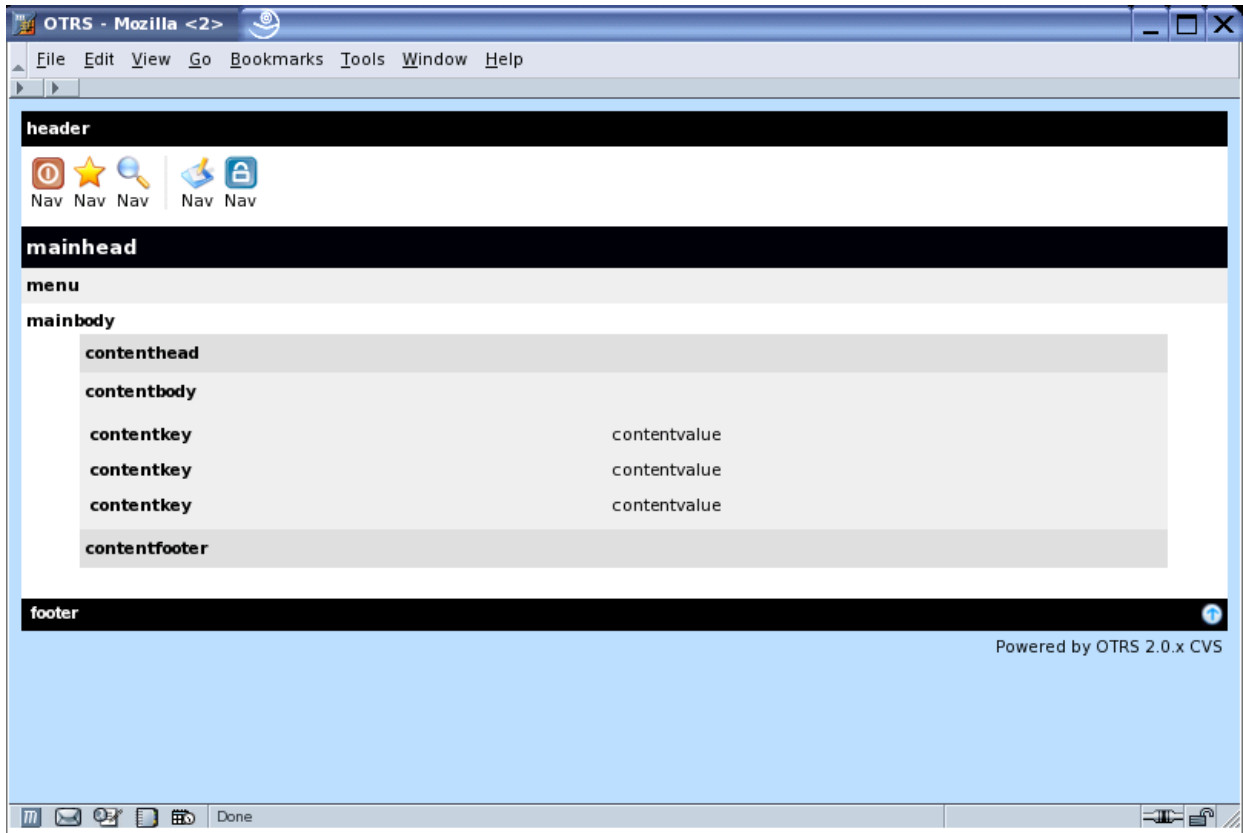 OTRS - Mozilla <2>
File Edit View Go Bookmarks Tools Window Help
header
Nav Nav Nav Nav Nav
mainhead
menu
mainbody
contenthead
contentbody
contentkey contentvalue
contentkey contentvalue
contentkey contentvalue
contentfooter
footer
Powered by OTRS 2.0.x CVS
Done